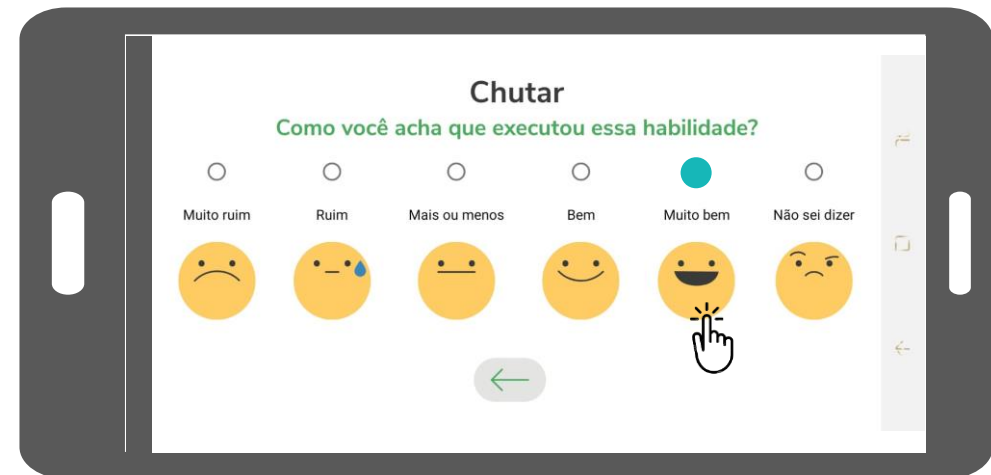 Chutar
Como você acha que executou essa habilidade?
Muito ruim
Ruim
Mais ou menos
Bem
Muito bem
Não sei dizer